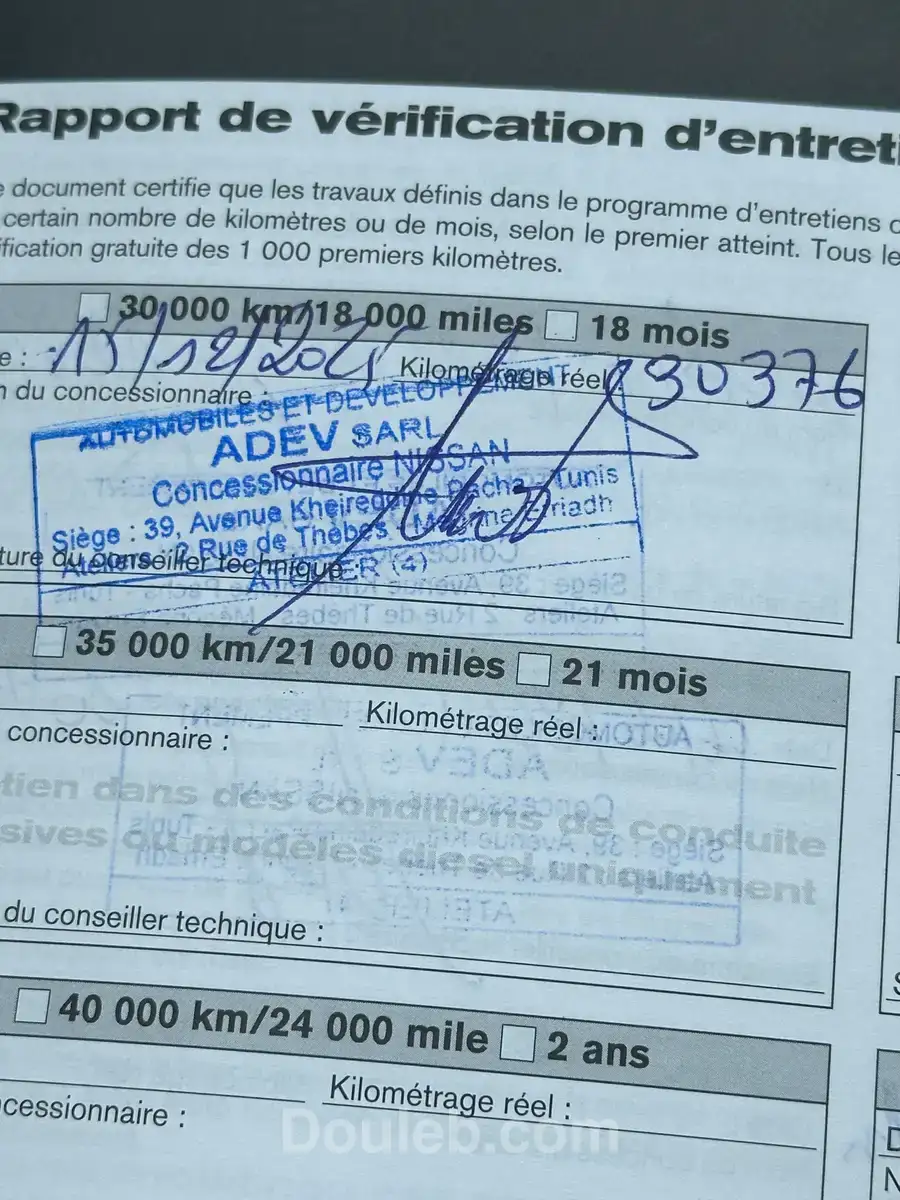 Rapport de vérification d'entreti
document certifie que les travaux définis dans le programme d'entretiens
certain nombre de kilomètres ou de mois, selon le premier atteint. Tous le
ification gratuite des 1 000 premiers kilomètres.
30 000 km/18 000 miles 18 mois
e : 15/12/202 Kilométrage réel 30376
n du concessionnaire :
AUTOMOBILES ET DEVELOPPEMENT
ADEV SARL
Concessionnaire NISSAN
Siège : 39, Avenue Kheireddine Pacha Tunis
Ateliers 2 Rue de Thebes
ture du conseiller technique
ATELIER (4)
35 000 km/21 000 miles 21 mois
Kilométrage réel :
concessionnaire :
tien dans des conditions de conduite
sives ou modèles diesel uniquement
du conseiller technique :
40 000 km/24 000 mile 2 ans
Kilométrage réel :
cessionnaire :
Douleb.com